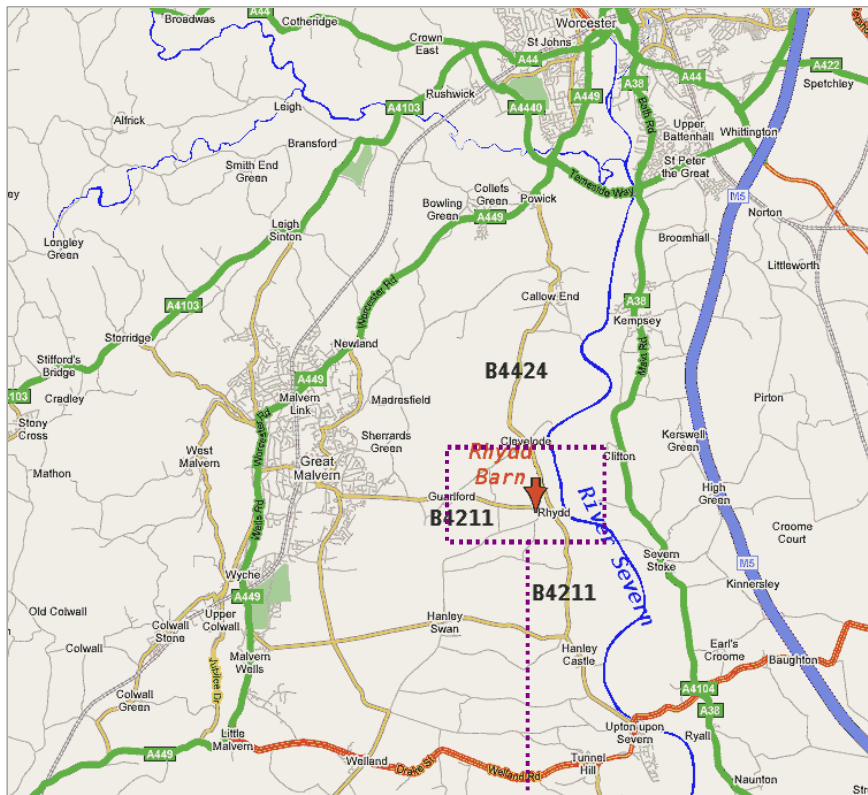 Broadwas
A44
Cotheridge
Crown
East
Worcester
St Johns
A44
A38
A44
A422
Spetchley
Rushwick
A4440
A449
Bath Rd
Leigh
A4103
Alfrick
Bransford
Upper
Battenhall
Whittington
St Peter
the Great
Smith End
Green
Collets
Green
Powick
Temeside Way
M5
Bowling
Green
A449
Norton
Leigh
Sinton
Longley
Green
Broomhall
Littleworth
A4103
Worcester Rd
Callow End
A38
Kempsey
Storridge
Newland
Main Rd
Stifford's
Bridge
A449
B4424
103
Cradley
Malvern
Link
Madresfield
Pirton
Stony
Cross
Worcester Rd
Sherrards
Green
Clevelode
Kerswell
Green
West
Malvern
Rhydd
Barn
Clifton
Mathon
Great
Malvern
High
Green
Guarlford
B4211
Rhydd
River Severn
Wells Rd
Croome
Court
Severn
Stoke
M5
Wyche
Kinnersley
A449
B4211
Old Colwall
Upper
Colwall
Hanley
Swan
Colwall
Stone
Colwall
Hanley
Castle
Earl's
Croome
Malvern
Wells
Baughton
Jubilee Dr
Colwall
Green
A4104
A38
Little
Malvern
Upton upon
Severn
Ryall
A449
Welland
Drake St
Welland Rd
Tunnel
Hill
Naunton